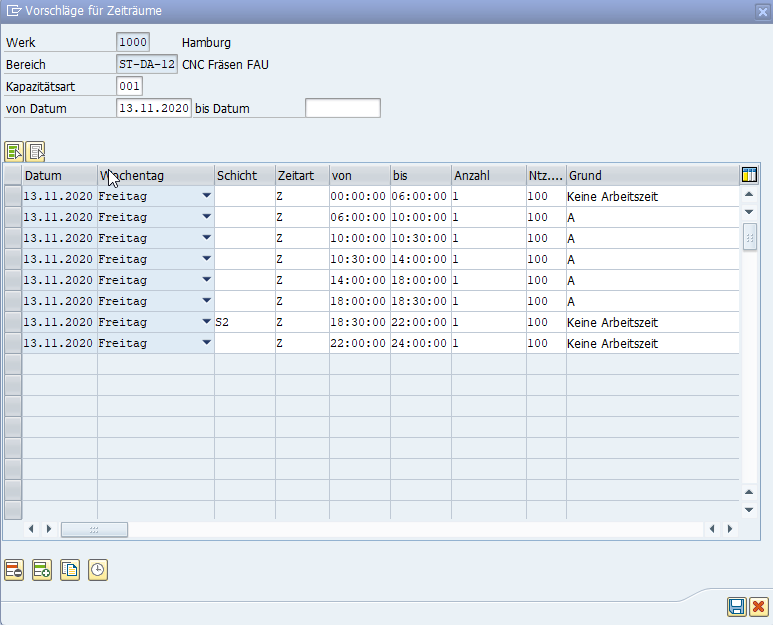 Vorschläge für Zeiträume
Werk 1000 Hamburg
Bereich ST-DA-12 CNC Fräsen FAU
Kapazitätsart 001
von Datum 13.11.2020 bis Datum
Datum Wochentag Schicht Zeitart von bis Anzahl Ntz.... Grund
13.11.2020 Freitag Z 00:00:00 06:00:00 1 100 Keine Arbeitszeit
13.11.2020 Freitag Z 06:00:00 10:00:00 1 100 A
13.11.2020 Freitag Z 10:00:00 10:30:00 1 100 A
13.11.2020 Freitag Z 10:30:00 14:00:00 1 100 A
13.11.2020 Freitag Z 14:00:00 18:00:00 1 100 A
13.11.2020 Freitag Z 18:00:00 18:30:00 1 100 A
13.11.2020 Freitag S2 Z 18:30:00 22:00:00 1 100 Keine Arbeitszeit
13.11.2020 Freitag Z 22:00:00 24:00:00 1 100 Keine Arbeitszeit